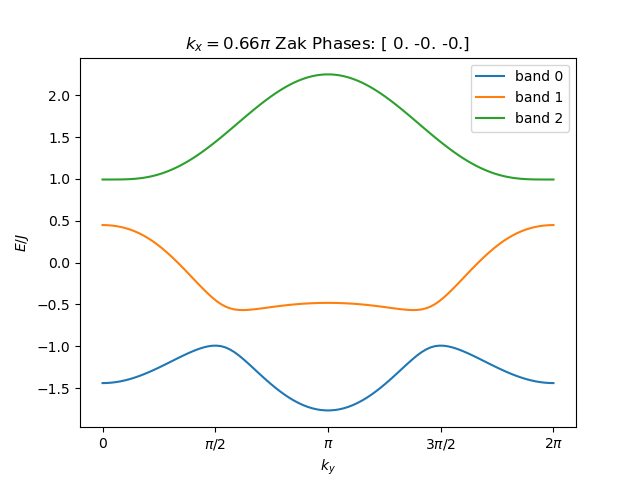 $k_x = 0.66\pi$ Zak Phases: [ 0. -0. -0.]
band 0
band 1
band 2
2.0
1.5
1.0
0.5
0.0
−0.5
−1.0
−1.5
E/J
0 π/2 π 3π/2 2π
$k_y$